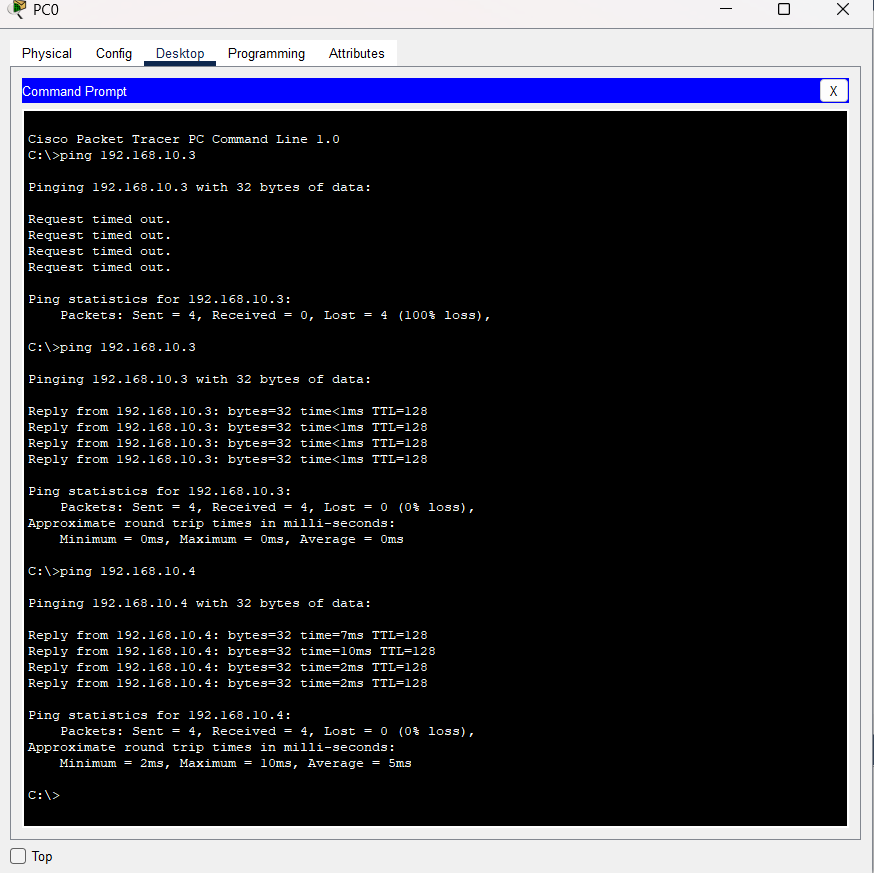 PC0
Physical Config Desktop Programming Attributes
Command Prompt X
Cisco Packet Tracer PC Command Line 1.0
C:\>ping 192.168.10.3
Pinging 192.168.10.3 with 32 bytes of data:
Request timed out.
Request timed out.
Request timed out.
Request timed out.
Ping statistics for 192.168.10.3:
    Packets: Sent = 4, Received = 0, Lost = 4 (100% loss),
C:\>ping 192.168.10.3
Pinging 192.168.10.3 with 32 bytes of data:
Reply from 192.168.10.3: bytes=32 time<1ms TTL=128
Reply from 192.168.10.3: bytes=32 time<1ms TTL=128
Reply from 192.168.10.3: bytes=32 time<1ms TTL=128
Reply from 192.168.10.3: bytes=32 time<1ms TTL=128
Ping statistics for 192.168.10.3:
    Packets: Sent = 4, Received = 4, Lost = 0 (0% loss),
Approximate round trip times in milli-seconds:
    Minimum = 0ms, Maximum = 0ms, Average = 0ms
C:\>ping 192.168.10.4
Pinging 192.168.10.4 with 32 bytes of data:
Reply from 192.168.10.4: bytes=32 time=7ms TTL=128
Reply from 192.168.10.4: bytes=32 time=10ms TTL=128
Reply from 192.168.10.4: bytes=32 time=2ms TTL=128
Reply from 192.168.10.4: bytes=32 time=2ms TTL=128
Ping statistics for 192.168.10.4:
    Packets: Sent = 4, Received = 4, Lost = 0 (0% loss),
Approximate round trip times in milli-seconds:
    Minimum = 2ms, Maximum = 10ms, Average = 5ms
C:\>
Top